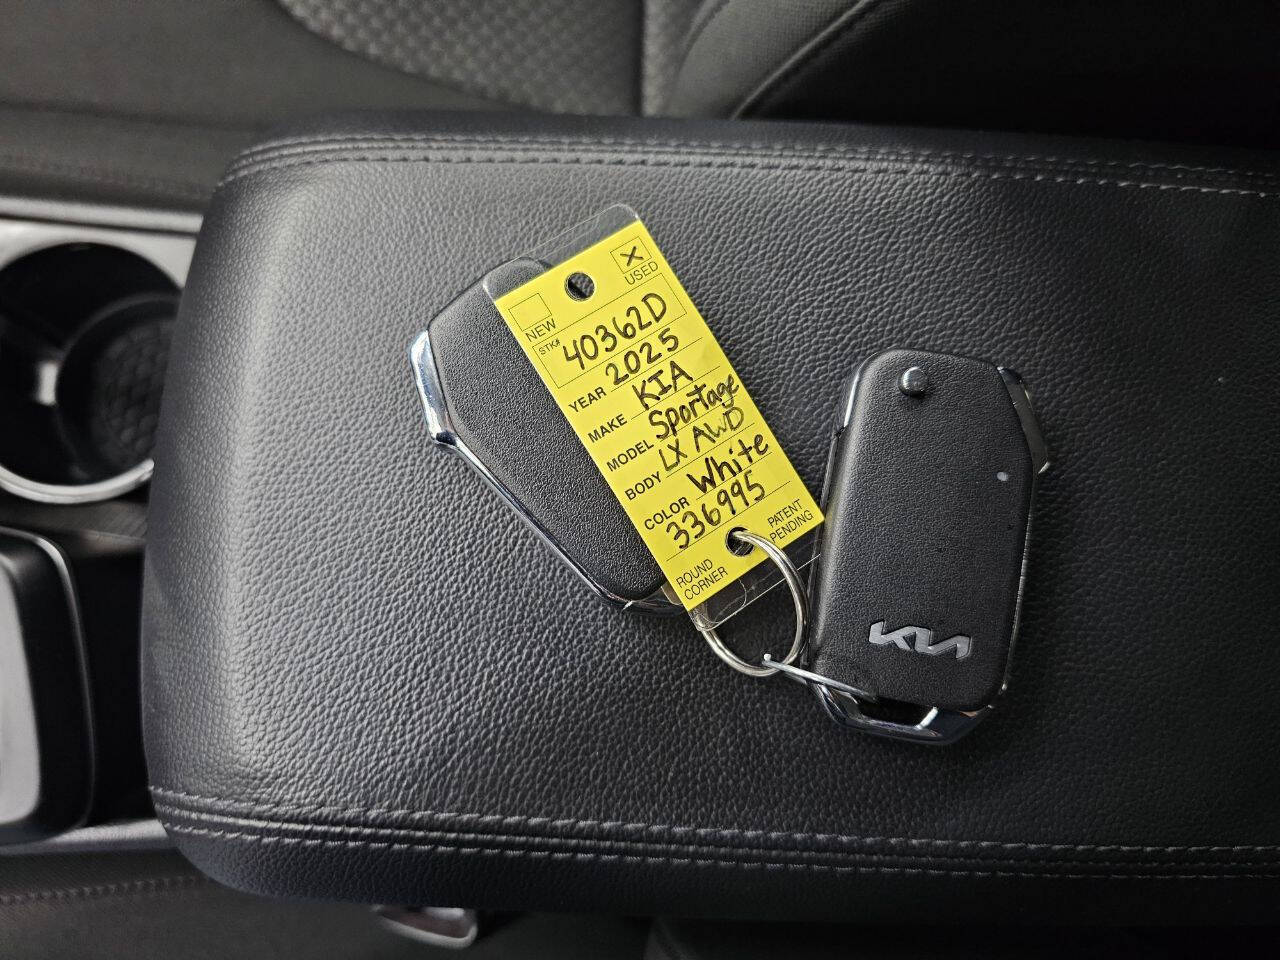 X
NEW USED
STK# 40362D
YEAR 2025
MAKE KIA
MODEL Sportage
BODY LX AWD
COLOR White
336995
ROUND CORNER
PATENT PENDING
KIA